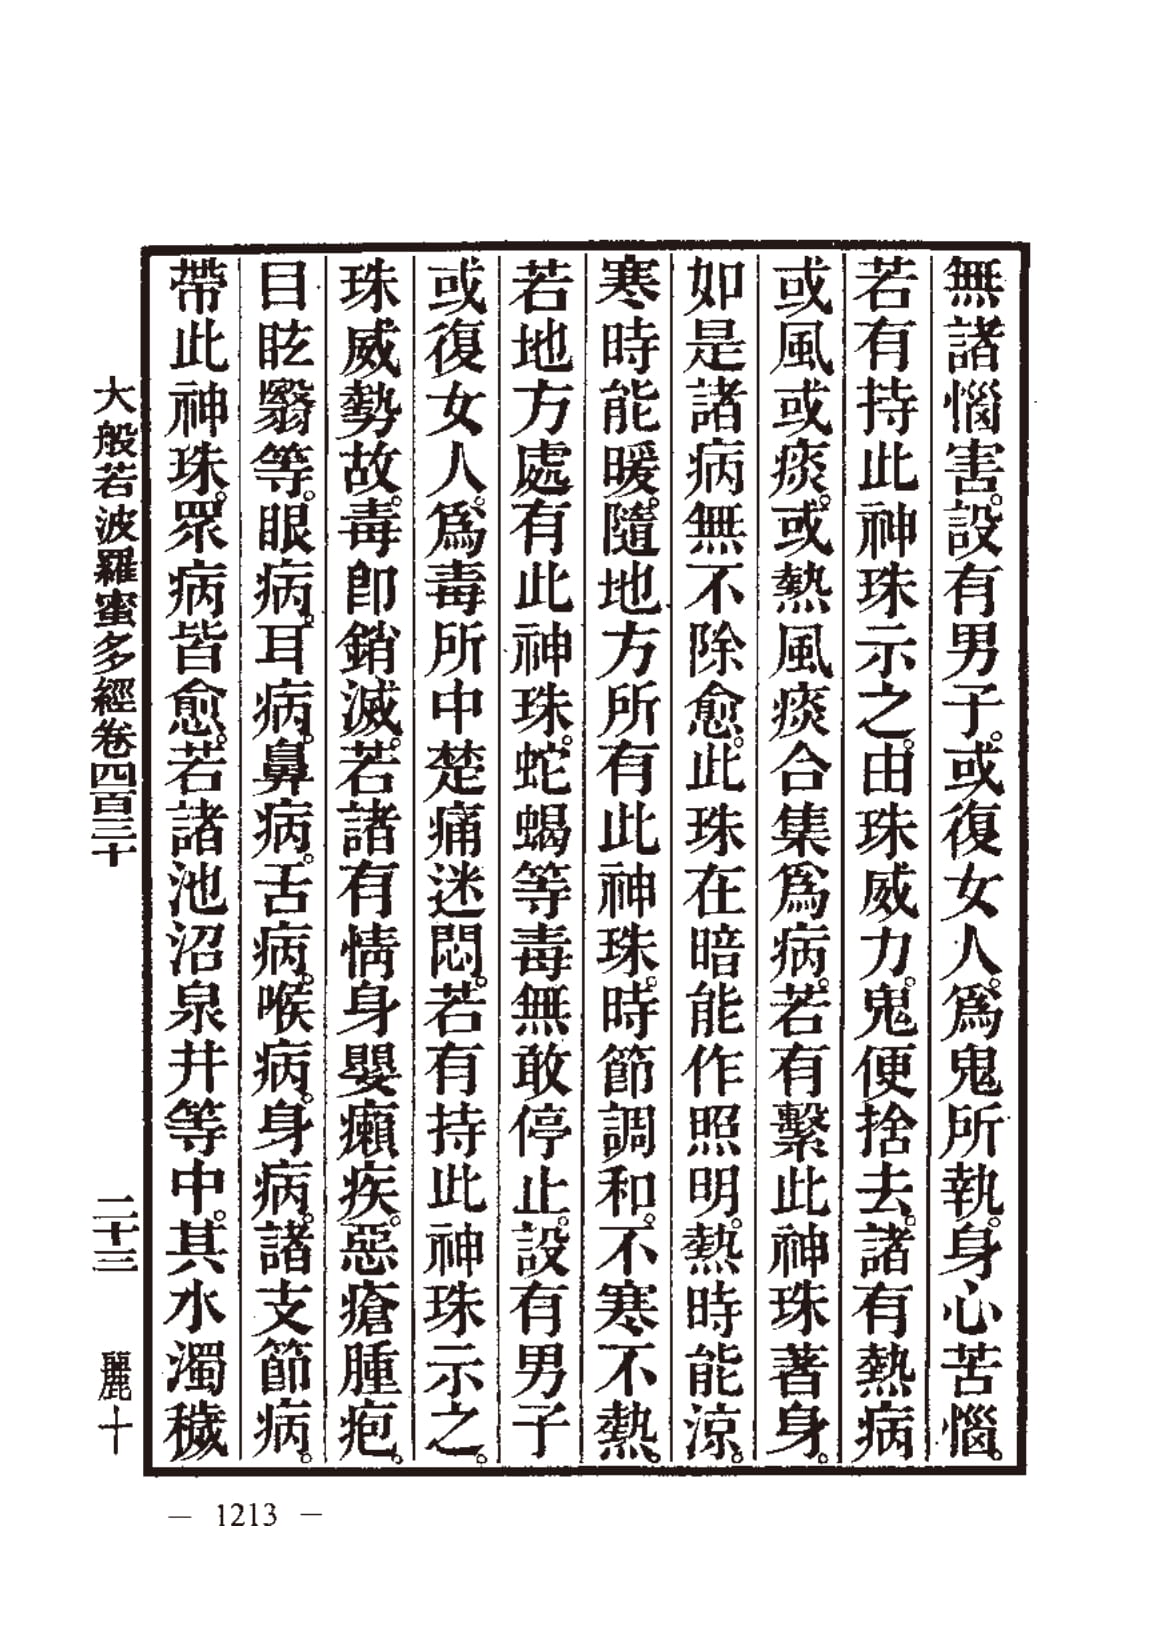 無諸惱害。設有男子。或復女人。爲鬼所執。身心苦惱。
若有持此神珠示之。由珠威力。鬼便捨去。諸有熱病
或風或痰。或熱風痰合集爲病。若有繫此神珠著身。
如是諸病無不除愈。此珠在暗能作照明。熱時能涼。
寒時能暖。隨地方所有此神珠。時節調和。不寒不熱。
若地方處有此神珠。蛇蝎等毒無敢停止。設有男子
或復女人。爲毒所中楚痛迷悶。若有持此神珠示之。
珠威勢故。毒卽銷滅。若諸有情身嬰癩疾。惡瘡腫疱。
目眩瞖等。眼病。耳病。鼻病。舌病。喉病。身病。諸支節病。
帶此神珠。眾病皆愈。若諸池沼泉井等中。其水濁穢
大般若波羅蜜多經卷四百三十 二十三 麗十
— 1213 —